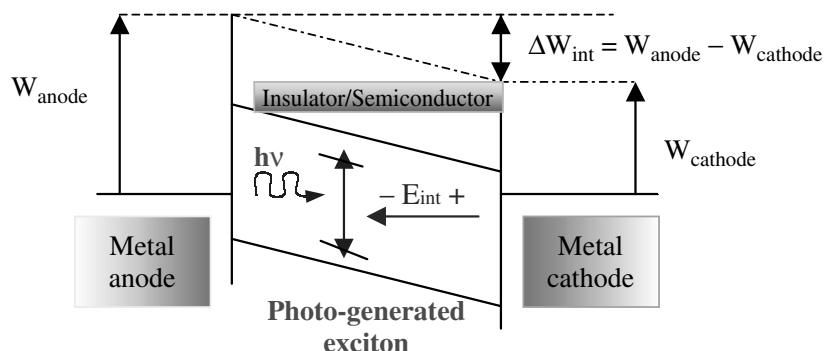 ΔW_int = W_anode – W_cathode
W_anode
Insulator/Semiconductor
W_cathode
hν
– E_int +
Metal
anode
Metal
cathode
Photo-generated
exciton